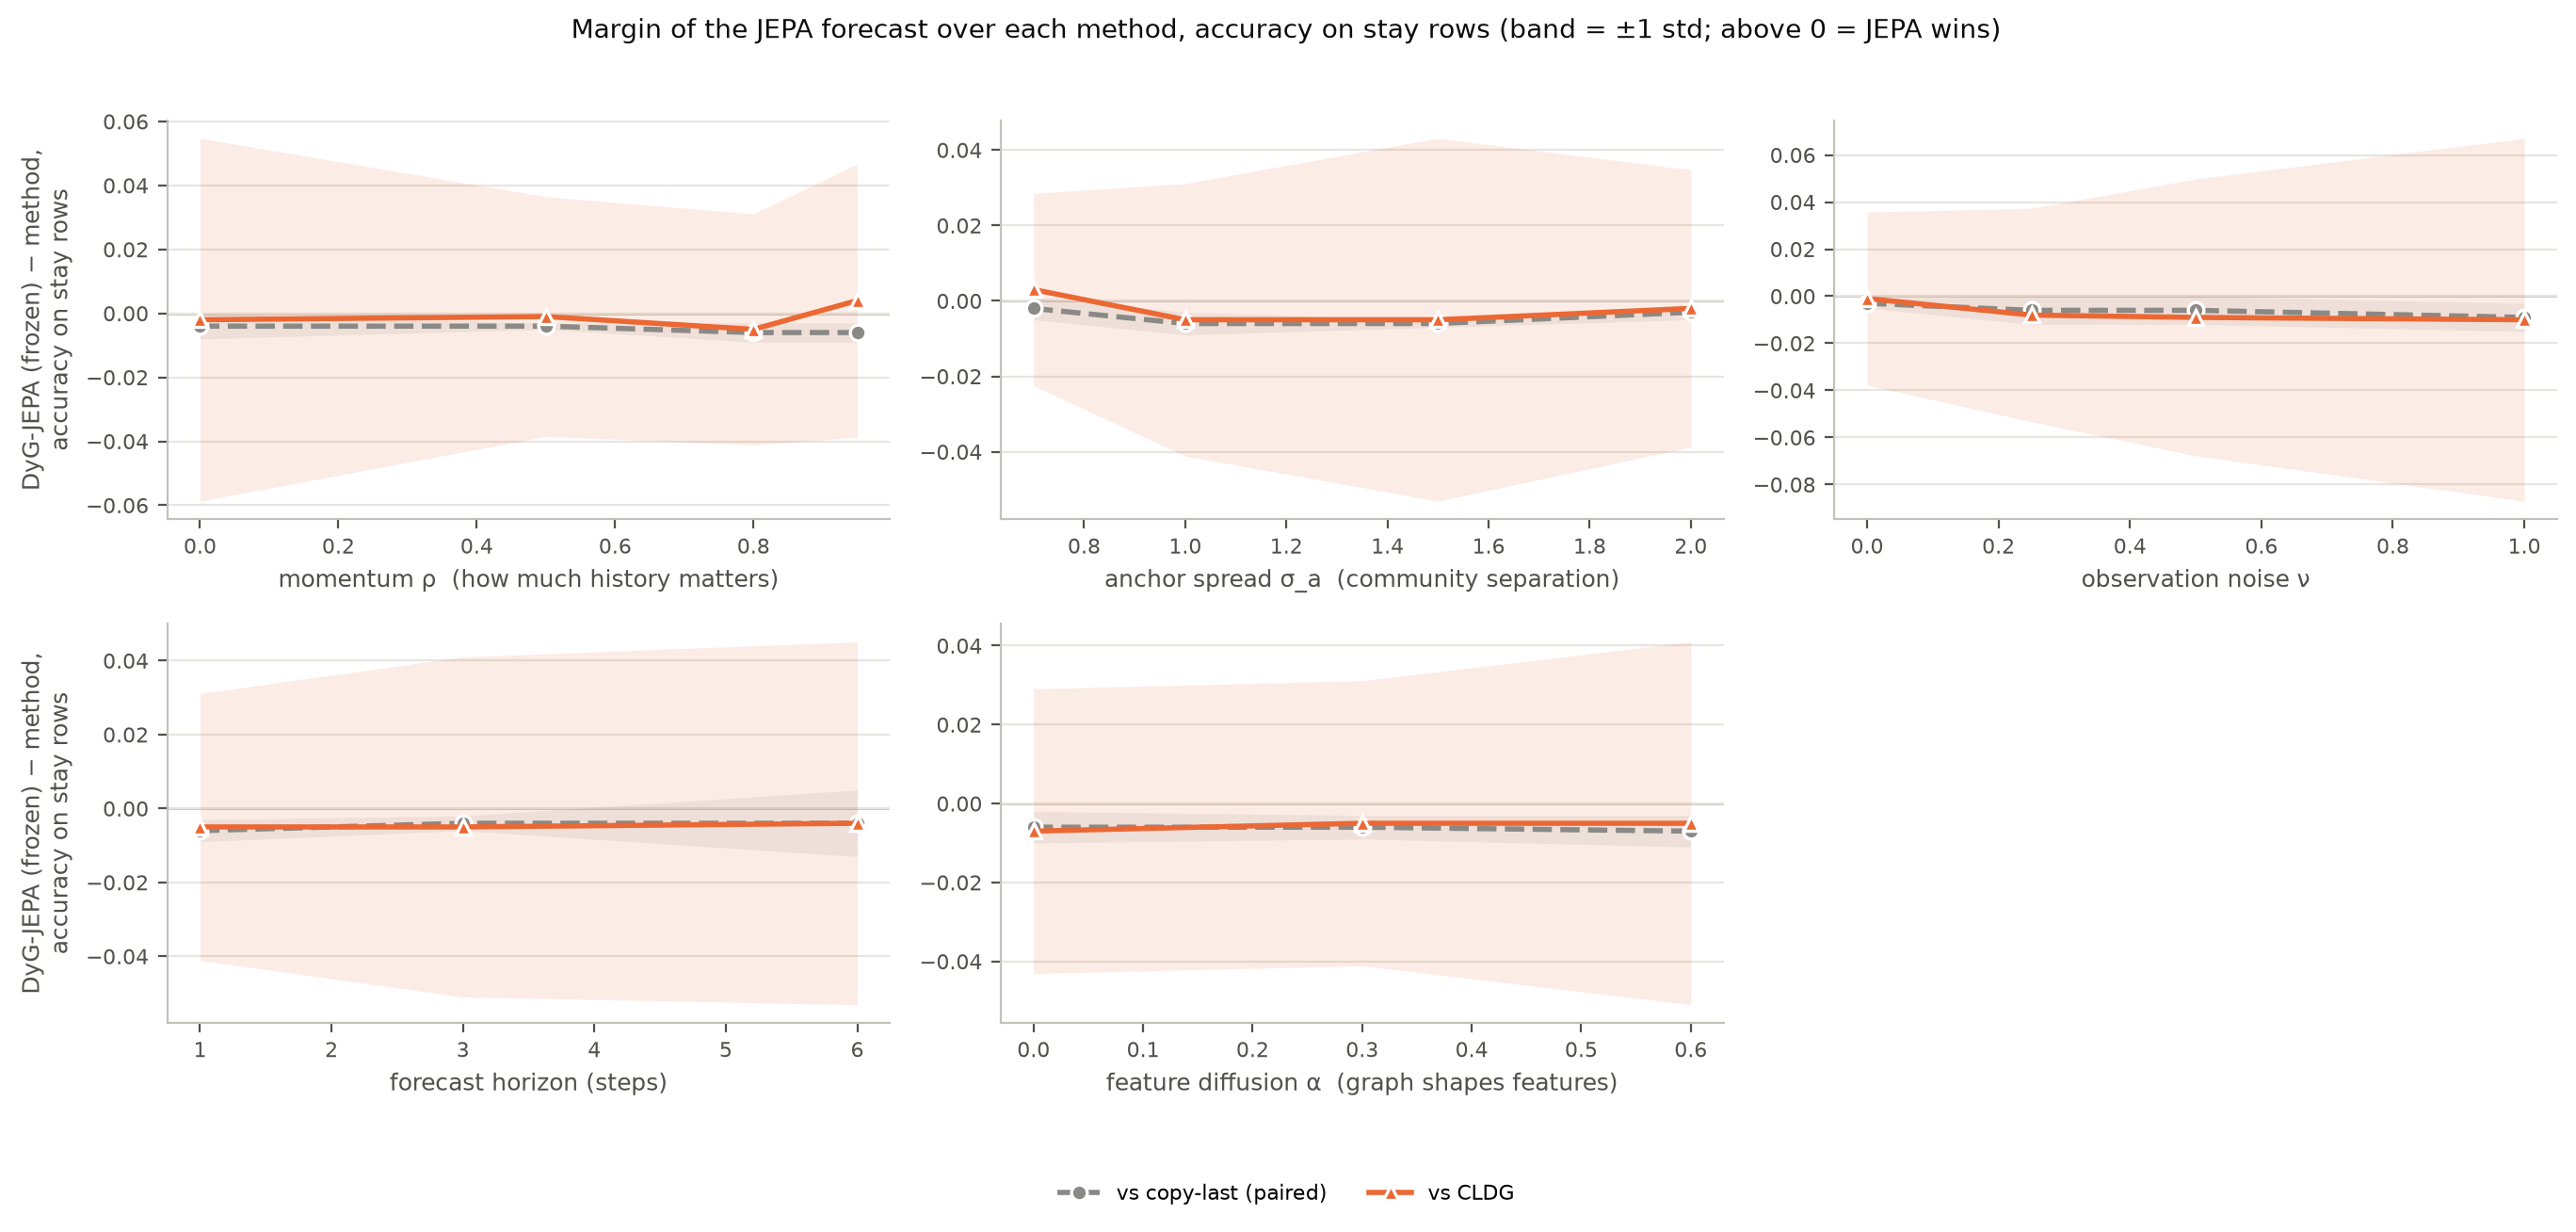 Margin of the JEPA forecast over each method, accuracy on stay rows (band = ±1 std; above 0 = JEPA wins)
DyG-JEPA (frozen) − method,
accuracy on stay rows
0.06
0.04
0.02
0.00
−0.02
−0.04
−0.06
0.0 0.2 0.4 0.6 0.8
momentum ρ (how much history matters)
0.04
0.02
0.00
−0.02
−0.04
0.8 1.0 1.2 1.4 1.6 1.8 2.0
anchor spread σ_a (community separation)
0.06
0.04
0.02
0.00
−0.02
−0.04
−0.06
−0.08
0.0 0.2 0.4 0.6 0.8 1.0
observation noise ν
DyG-JEPA (frozen) − method,
accuracy on stay rows
0.04
0.02
0.00
−0.02
−0.04
1 2 3 4 5 6
forecast horizon (steps)
0.04
0.02
0.00
−0.02
−0.04
0.0 0.1 0.2 0.3 0.4 0.5 0.6
feature diffusion α (graph shapes features)
vs copy-last (paired) vs CLDG